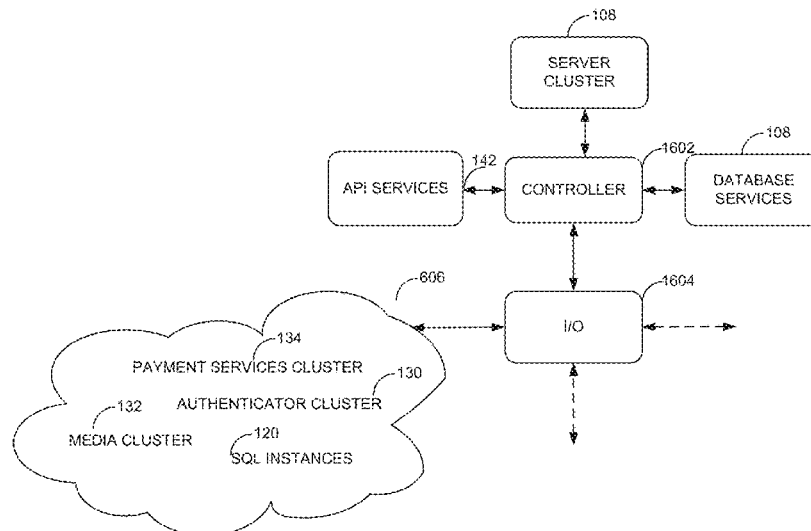 108
SERVER
CLUSTER
108
1602
142
API SERVICES
CONTROLLER
DATABASE
SERVICES
606
1604
I/O
134
PAYMENT SERVICES CLUSTER
130
AUTHENTICATOR CLUSTER
132
120
MEDIA CLUSTER
SQL INSTANCES